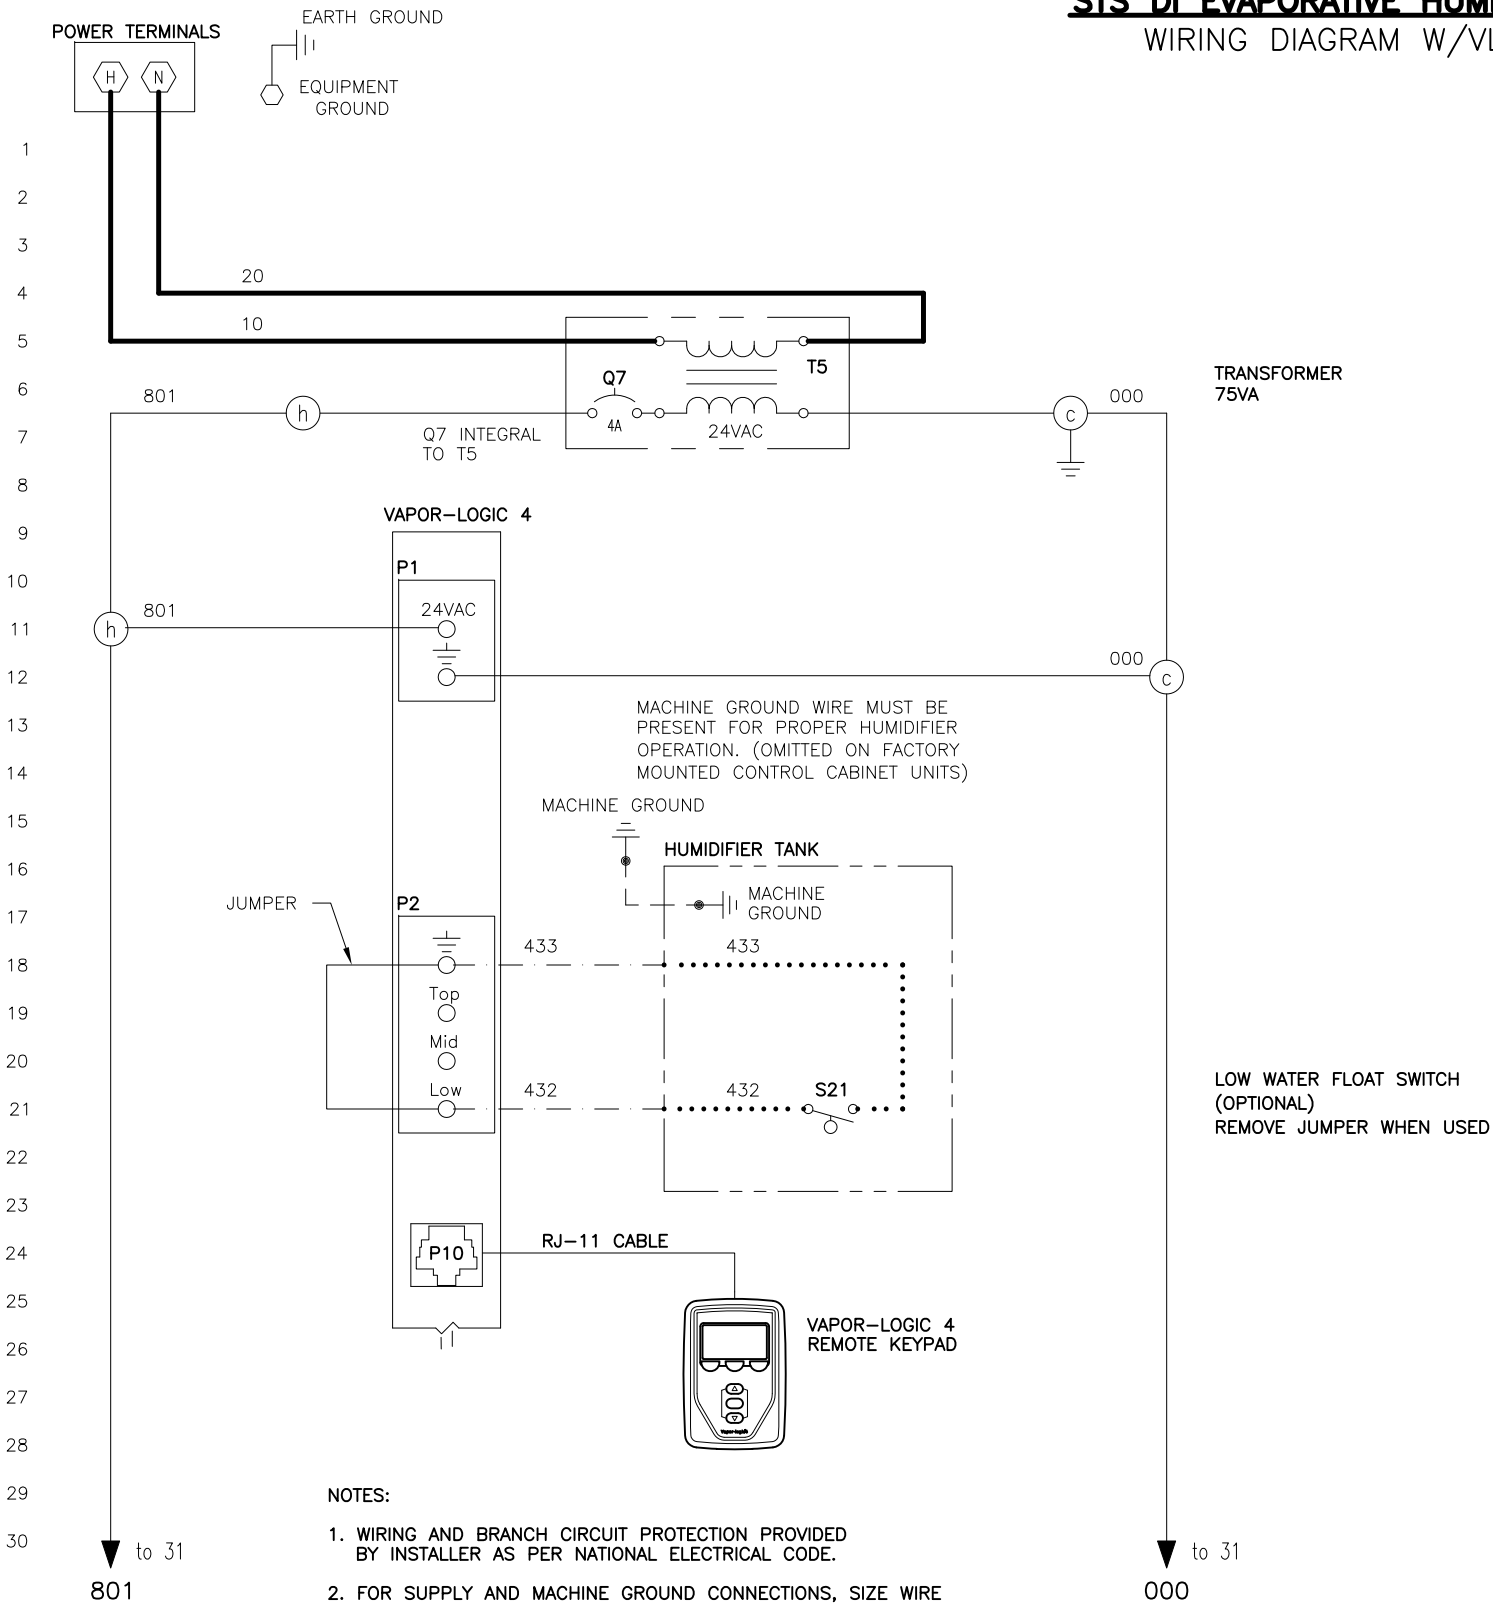 STS DI EVAPORATIVE
WIRING DIAGRAM
EARTH GROUND
POWER TERMINALS
H
N
EQUIPMENT
GROUND
1
2
3
20
4
10
5
T5
TRANSFORMER
75VA
6
801
h
Q7
4A
24VAC
c
000
7
Q7 INTEGRAL
TO T5
8
VAPOR-LOGIC 4
9
P1
10
801
24VAC
11
h
000
12
c
MACHINE GROUND WIRE MUST BE
PRESENT FOR PROPER HUMIDIFIER
OPERATION. (OMITTED ON FACTORY
MOUNTED CONTROL CABINET UNITS)
13
14
MACHINE GROUND
15
HUMIDIFIER TANK
16
MACHINE
GROUND
JUMPER
P2
17
433
433
18
Top
19
Mid
20
Low
432
432
S21
LOW WATER FLOAT SWITCH
(OPTIONAL)
REMOVE JUMPER WHEN USED
21
22
23
RJ-11 CABLE
24
P10
25
VAPOR-LOGIC 4
REMOTE KEYPAD
26
27
Vapor-logic
28
29
NOTES:
30
1. WIRING AND BRANCH CIRCUIT PROTECTION PROVIDED
BY INSTALLER AS PER NATIONAL ELECTRICAL CODE.
to 31
to 31
801
2. FOR SUPPLY AND MACHINE GROUND CONNECTIONS, SIZE WIRE
000